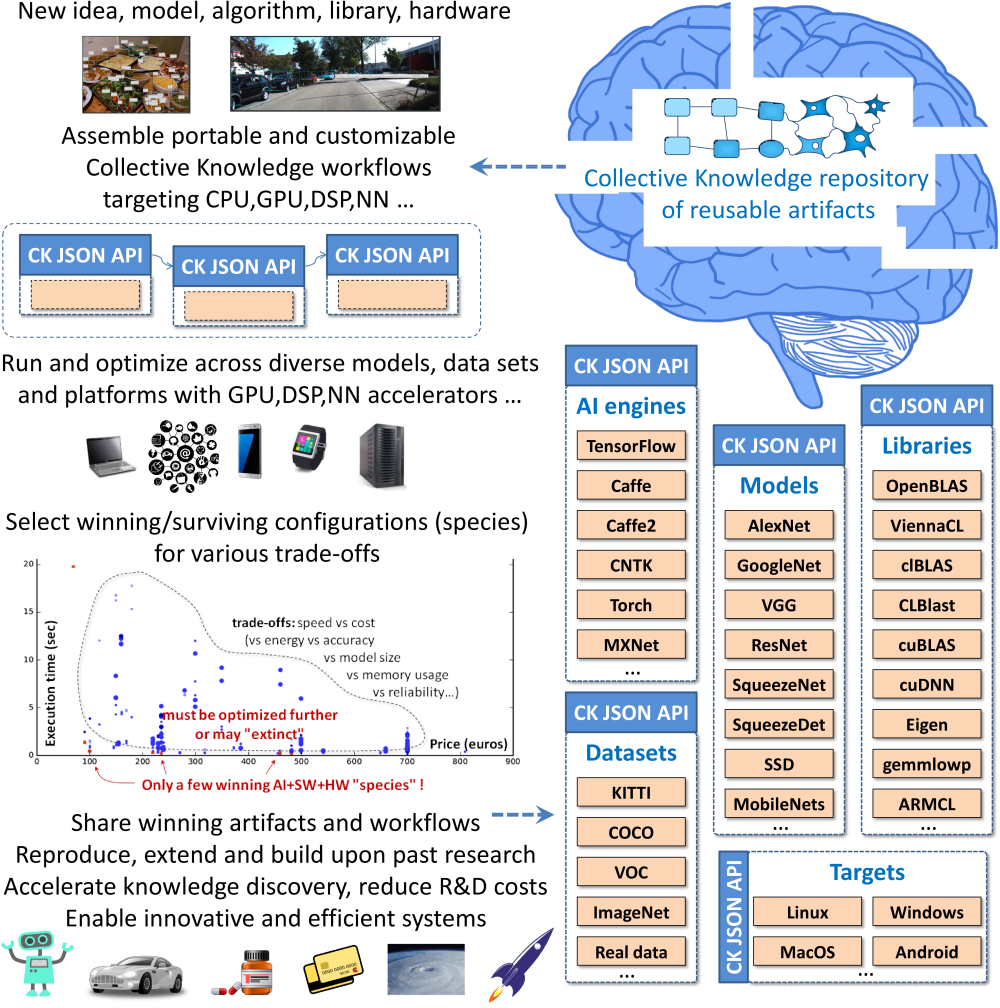 New idea, model, algorithm, library, hardware
Assemble portable and customizable
Collective Knowledge workflows
targeting CPU,GPU,DSP,NN ...
CK JSON API
CK JSON API
CK JSON API
Run and optimize across diverse models, data sets
and platforms with GPU,DSP,NN accelerators ...
Select winning/surviving configurations (species)
for various trade-offs
Execution time (sec)
20
15
10
5
0
trade-offs: speed vs cost
(vs energy vs accuracy
vs model size
vs memory usage
vs reliability...)
must be optimized further
or may "extinct"
Price (euros)
0
100
200
300
400
500
600
700
800
900
Only a few winning AI+SW+HW "species" !
Share winning artifacts and workflows
Reproduce, extend and build upon past research
Accelerate knowledge discovery, reduce R&D costs
Enable innovative and efficient systems
Collective Knowledge repository
of reusable artifacts
CK JSON API
AI engines
TensorFlow
Caffe
Caffe2
CNTK
Torch
MXNet
...
CK JSON API
Datasets
KITTI
COCO
VOC
ImageNet
Real data
...
CK JSON API
Models
AlexNet
GoogleNet
VGG
ResNet
SqueezeNet
SqueezeDet
SSD
MobileNets
...
CK JSON API
Libraries
OpenBLAS
ViennaCL
clBLAS
CLBlast
cuBLAS
cuDNN
Eigen
gemmlowp
ARMCL
...
CK JSON API
Targets
Linux
Windows
MacOS
Android
...